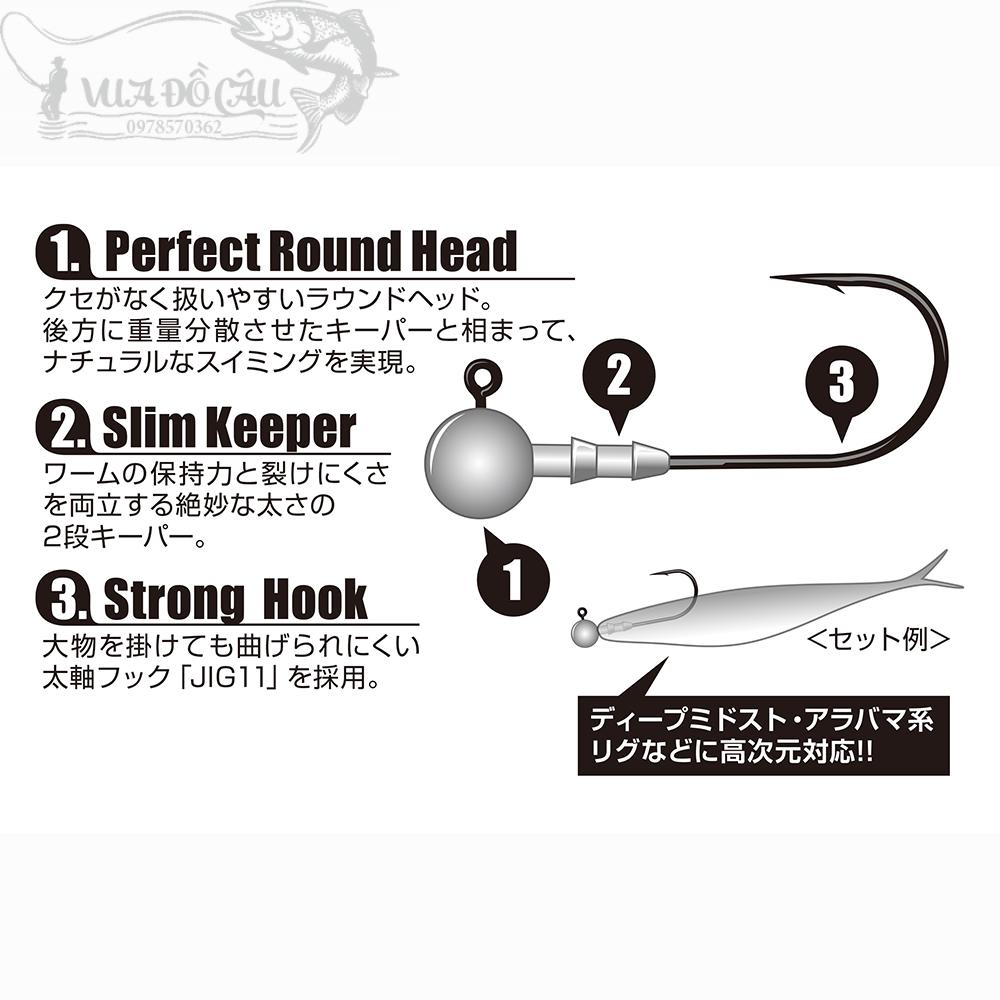 VUA ĐỒ CÂU
0978570362
1. Perfect Round Head
クセがなく扱いやすいラウンドヘッド。
後方に重量分散させたキーパーと相まって、
ナチュラルなスイミングを実現。
2. Slim Keeper
ワームの保持力と裂けにくさ
を両立する絶妙な太さの
2段キーパー。
3. Strong Hook
大物を掛けても曲げられにくい
太軸フック「JIG11」を採用。
2
3
1
<セット例>
ディープミドスト・アラバマ系
リグなどに高次元対応!!